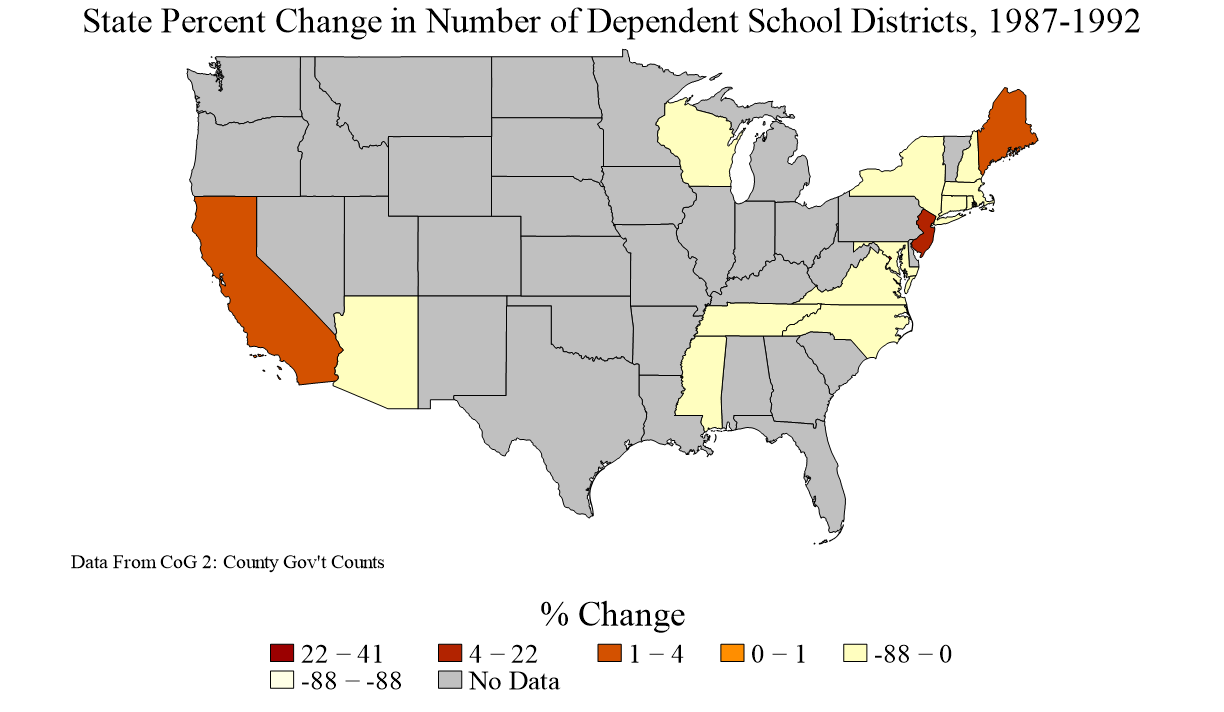 State Percent Change in Number of Dependent School Districts, 1987-1992
Data From CoG 2: County Gov't Counts
% Change
22 – 41 4 – 22 1 – 4 0 – 1 -88 – 0
-88 – -88 No Data